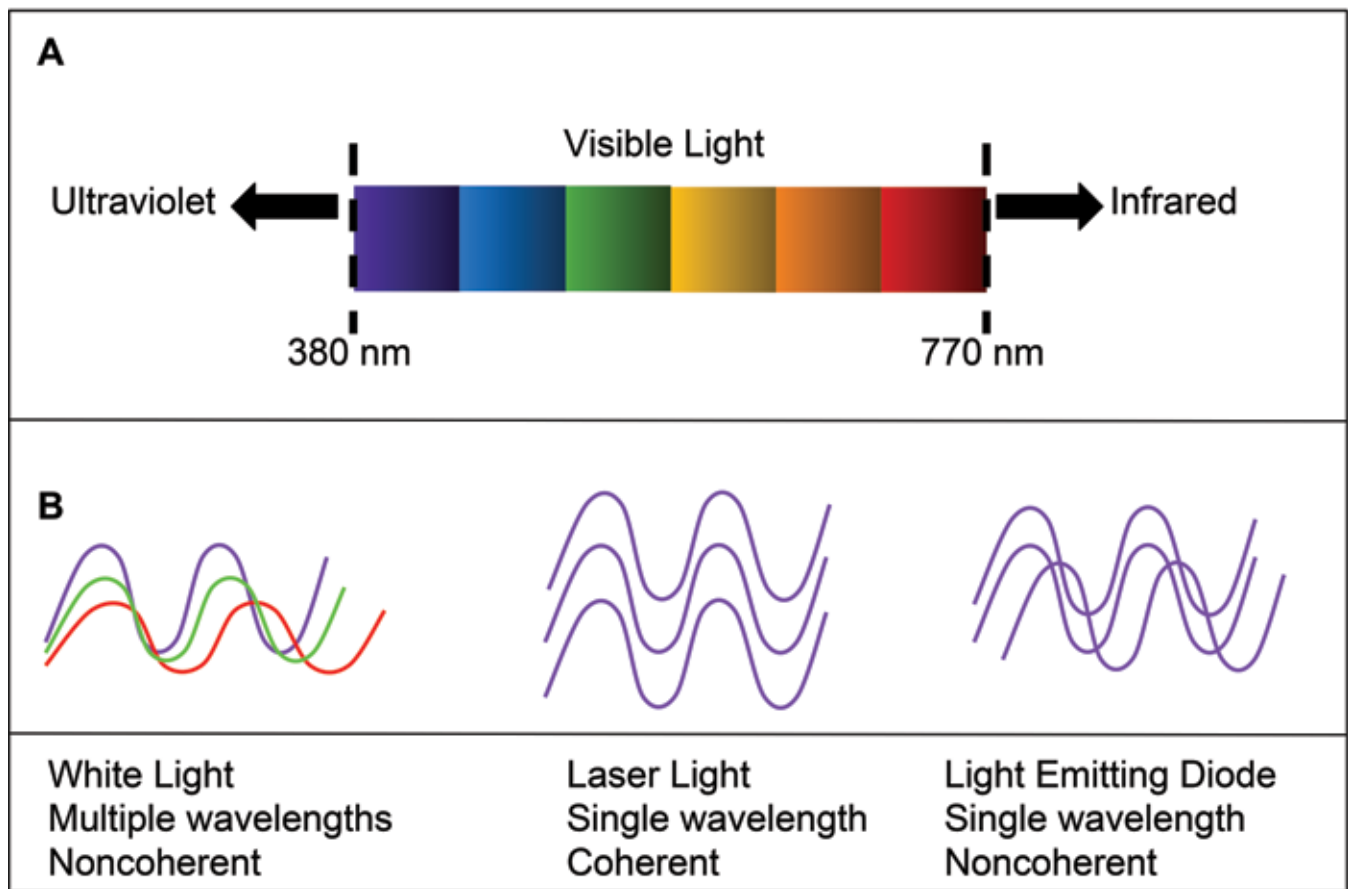 A
Visible Light
Ultraviolet
Infrared
380 nm
770 nm
B
White Light
Multiple wavelengths
Noncoherent
Laser Light
Single wavelength
Coherent
Light Emitting Diode
Single wavelength
Noncoherent